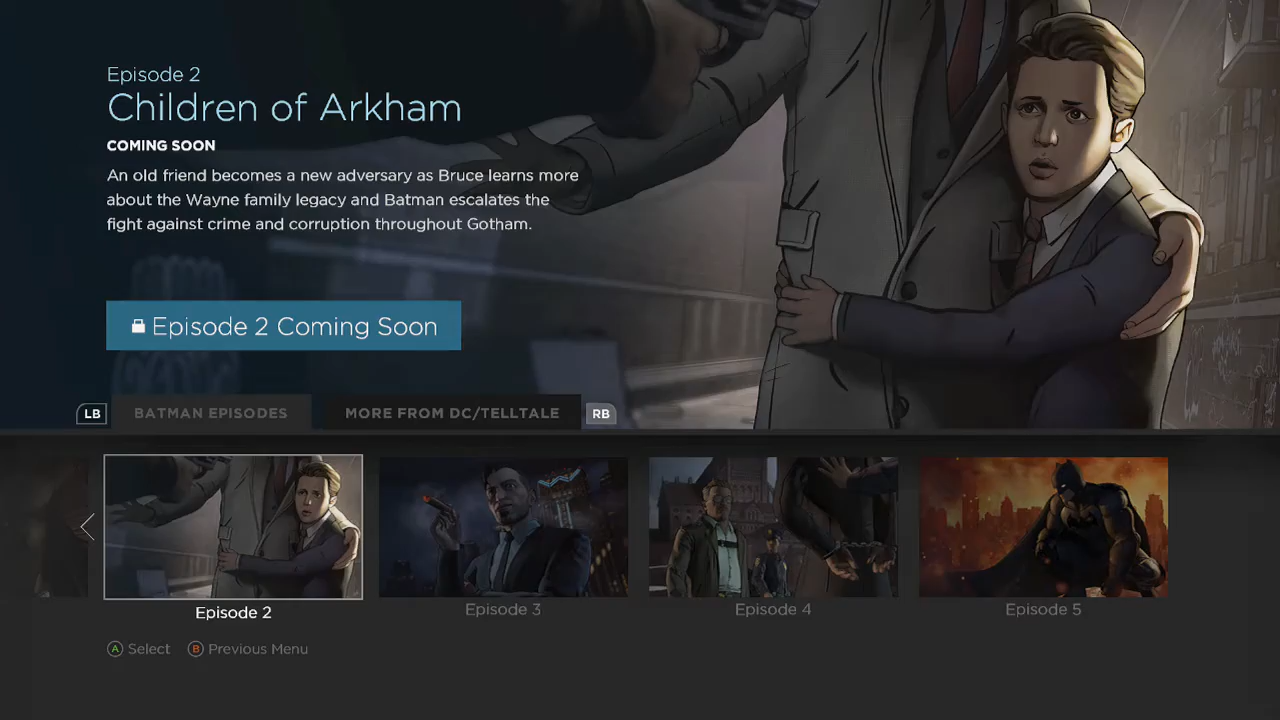 Episode 2
Children of Arkham
COMING SOON
An old friend becomes a new adversary as Bruce learns more
about the Wayne family legacy and Batman escalates the
fight against crime and corruption throughout Gotham.
Episode 2 Coming Soon
LB BATMAN EPISODES MORE FROM DC/TELLTALE RB
Episode 2 Episode 3 Episode 4 Episode 5
A Select B Previous Menu